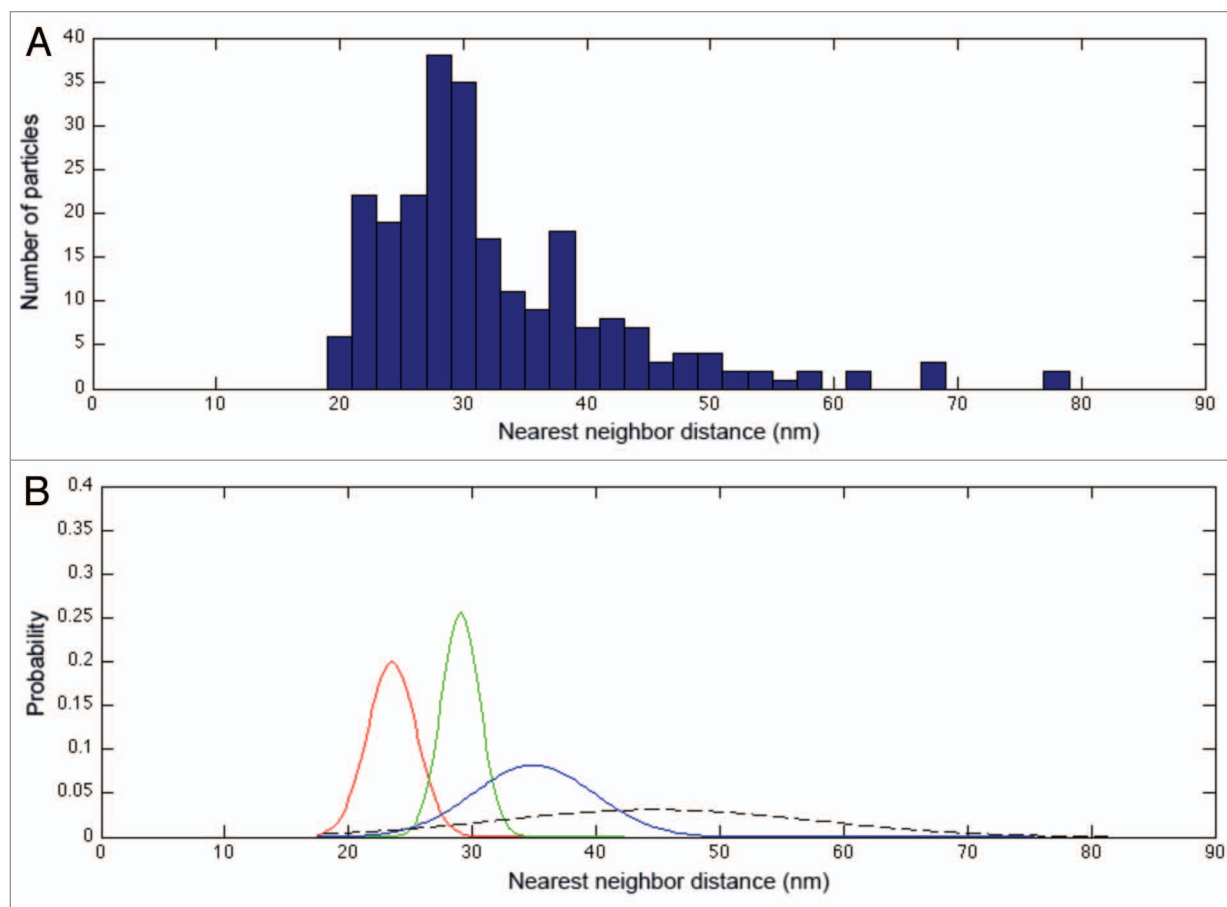 A
40
35
30
25
20
15
10
5
0
Number of particles
0 10 20 30 40 50 60 70 80 90
Nearest neighbor distance (nm)
B
0.4
0.35
0.3
0.25
0.2
0.15
0.1
0.05
0
Probability
0 10 20 30 40 50 60 70 80 90
Nearest neighbor distance (nm)